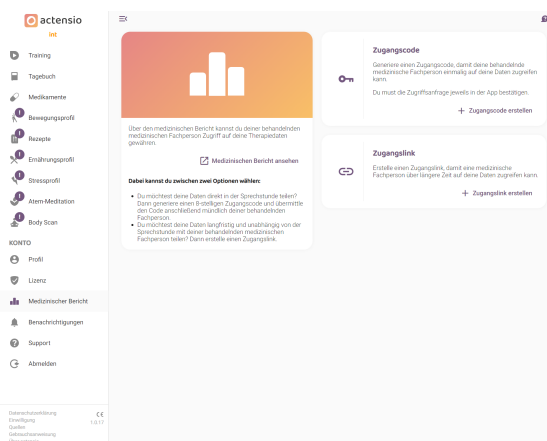 actensio
int
Training
Tagebuch
Medikamente
Bewegungsprofil
Rezepte
Ernährungsprofil
Stressprofil
Atem-Meditation
Body Scan
KONTO
Profil
Lizenz
Medizinischer Bericht
Benachrichtigungen
Support
Abmelden
Datenschutzerklärung
Einwilligung
Quellen
Gebrauchsanweisung
CE
1.0.17
Über den medizinischen Bericht kannst du deiner behandelnden
medizinischen Fachperson Zugriff auf deine Therapiedaten
gewähren.
Medizinischen Bericht ansehen
Dabei kannst du zwischen zwei Optionen wählen:
• Du möchtest deine Daten direkt in der Sprechstunde teilen?
Dann generiere einen 8-stelligen Zugangscode und übermittle
den Code anschließend mündlich deiner behandelnden
Fachperson.
• Du möchtest deine Daten langfristig und unabhängig von der
Sprechstunde mit deiner behandelnden medizinischen
Fachperson teilen? Dann erstelle einen Zugangslink.
Zugangscode
Generiere einen Zugangscode, damit deine behandelnde
medizinische Fachperson einmalig auf deine Daten zugreifen
kann.
Du musst die Zugriffsanfrage jeweils in der App bestätigen.
+ Zugangscode erstellen
Zugangslink
Erstelle einen Zugangslink, damit eine medizinische
Fachperson über längere Zeit auf deine Daten zugreifen kann.
+ Zugangslink erstellen